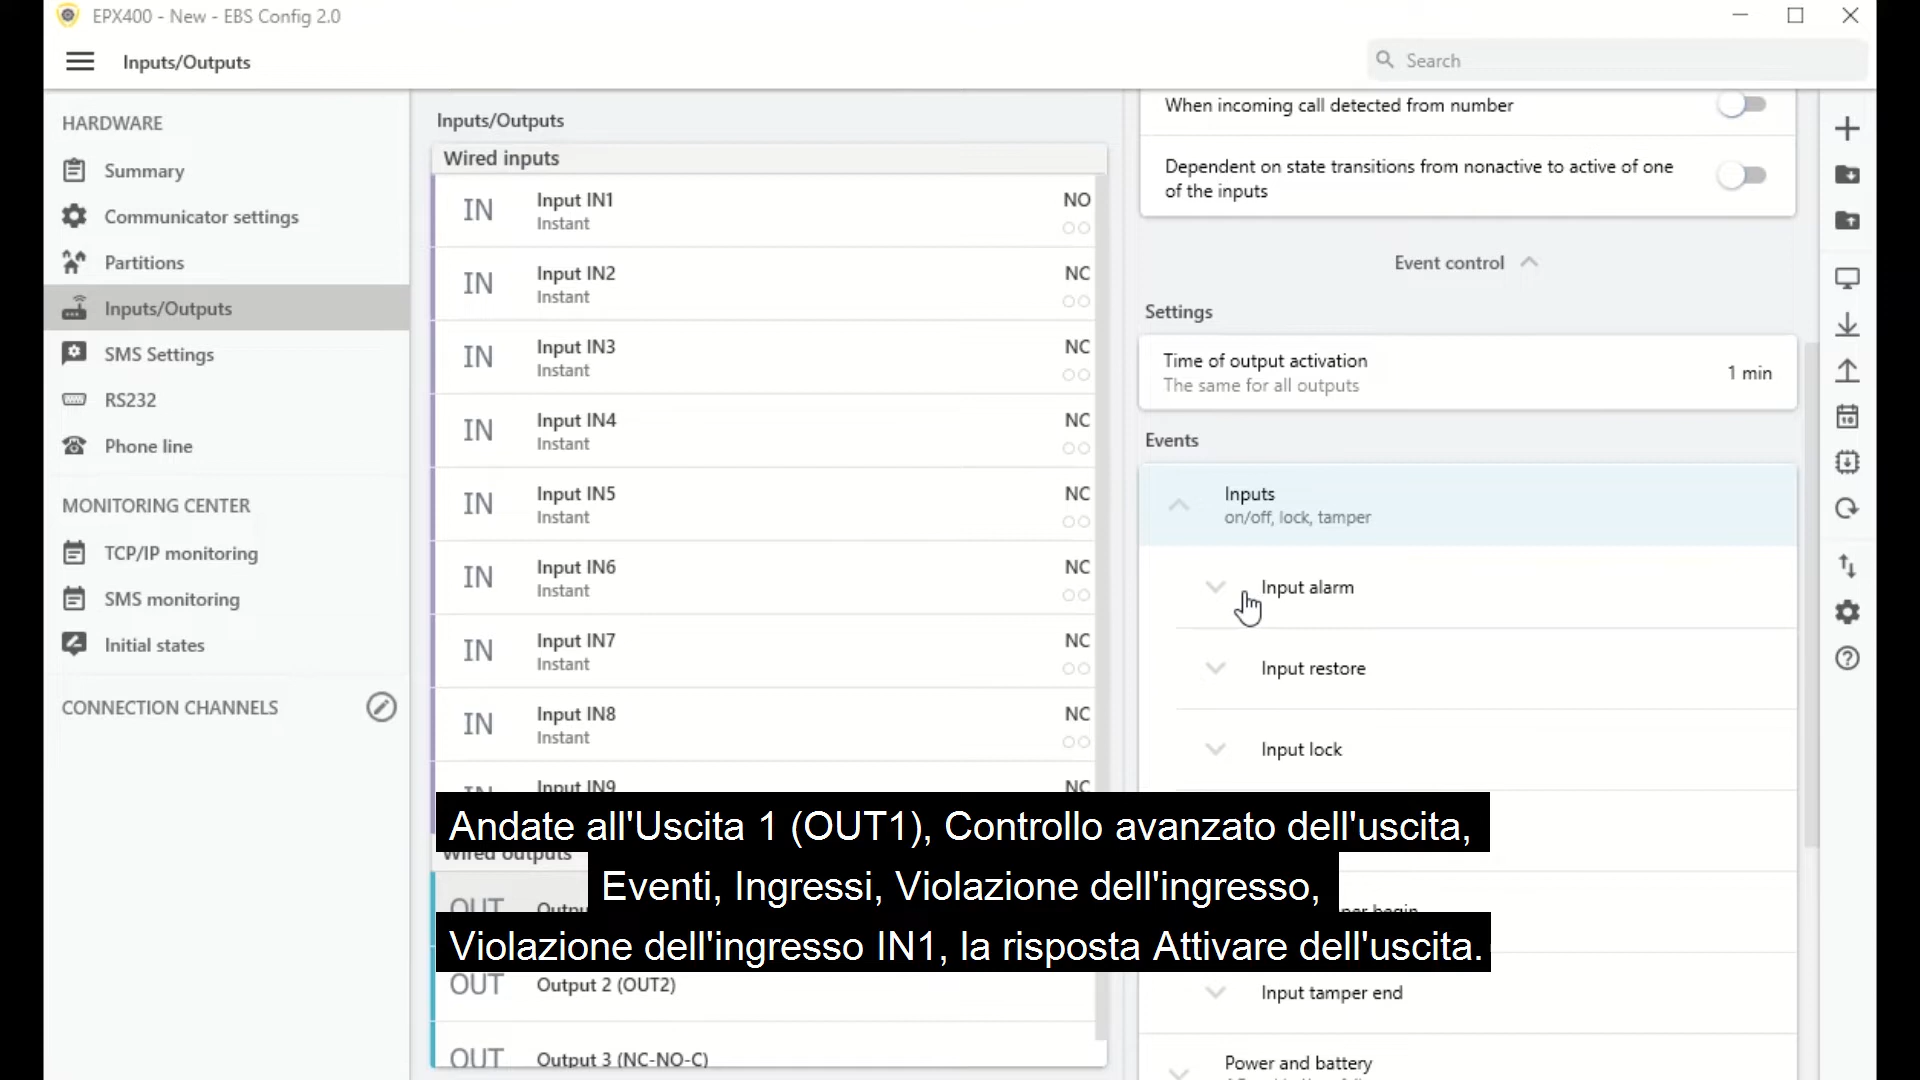 EPX400 - New - EBS Config 2.0
Inputs/Outputs
Search
HARDWARE
Summary
Communicator settings
Partitions
Inputs/Outputs
SMS Settings
RS232
Phone line
MONITORING CENTER
TCP/IP monitoring
SMS monitoring
Initial states
CONNECTION CHANNELS
Inputs/Outputs
Wired inputs
IN Input IN1 NO
Instant
IN Input IN2 NC
Instant
IN Input IN3 NC
Instant
IN Input IN4 NC
Instant
IN Input IN5 NC
Instant
IN Input IN6 NC
Instant
IN Input IN7 NC
Instant
IN Input IN8 NC
Instant
IN Input IN9 NC
Wired outputs
OUT
OUT Output 2 (OUT2)
OUT Output 3 (NC-NO-C)
When incoming call detected from number
Dependent on state transitions from nonactive to active of one
of the inputs
Event control
Settings
Time of output activation 1 min
The same for all outputs
Events
Inputs
on/off, lock, tamper
Input alarm
Input restore
Input lock
begin
Input tamper end
Power and battery
Andate all'Uscita 1 (OUT1), Controllo avanzato dell'uscita,
Eventi, Ingressi, Violazione dell'ingresso,
Violazione dell'ingresso IN1, la risposta Attivare dell'uscita.